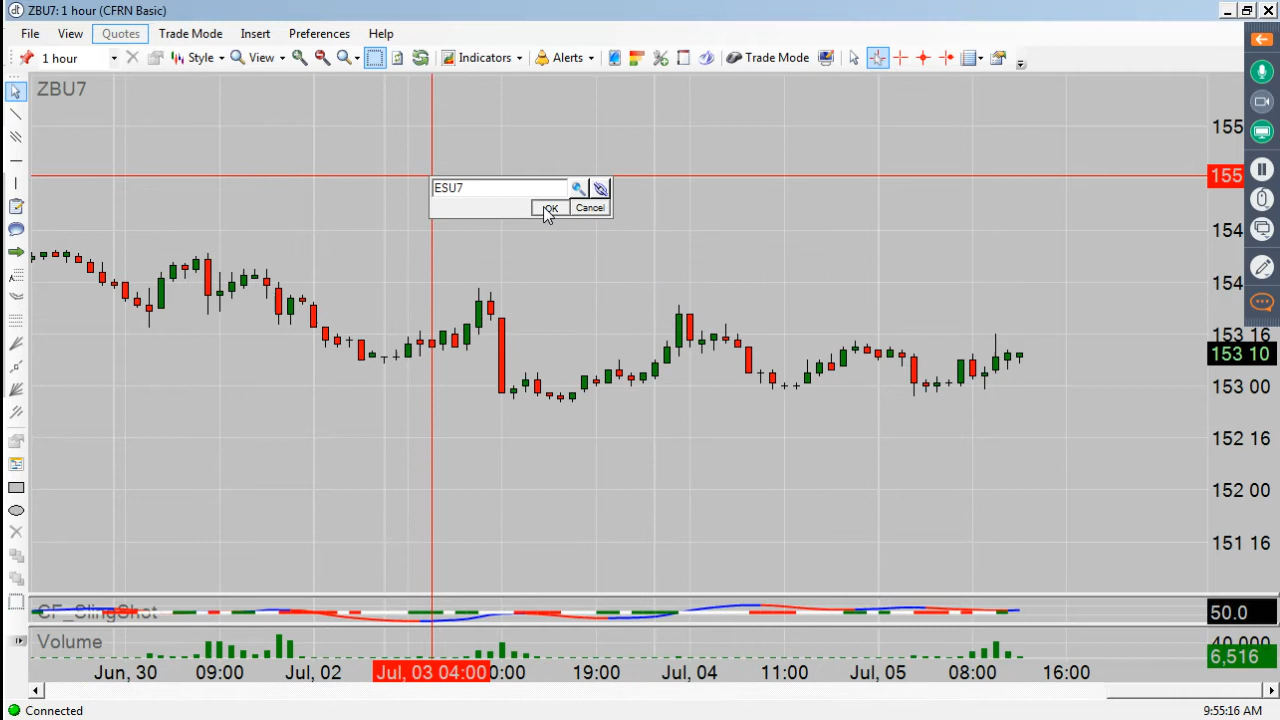 ZBU7: 1 hour (CFRN Basic)
File View Quotes Trade Mode Insert Preferences Help
1 hour Style View Indicators Alerts Trade Mode
ZBU7
155
155
ESU7
OK Cancel
154
154
153 16
153 10
153 00
152 16
152 00
151 16
CF_SlingShot
50.0
Volume
40,000
6,516
Jun, 30 09:00 Jul, 02 Jul, 03 04:00 0:00 19:00 Jul, 04 11:00 Jul, 05 08:00 16:00
Connected 9:55:16 AM